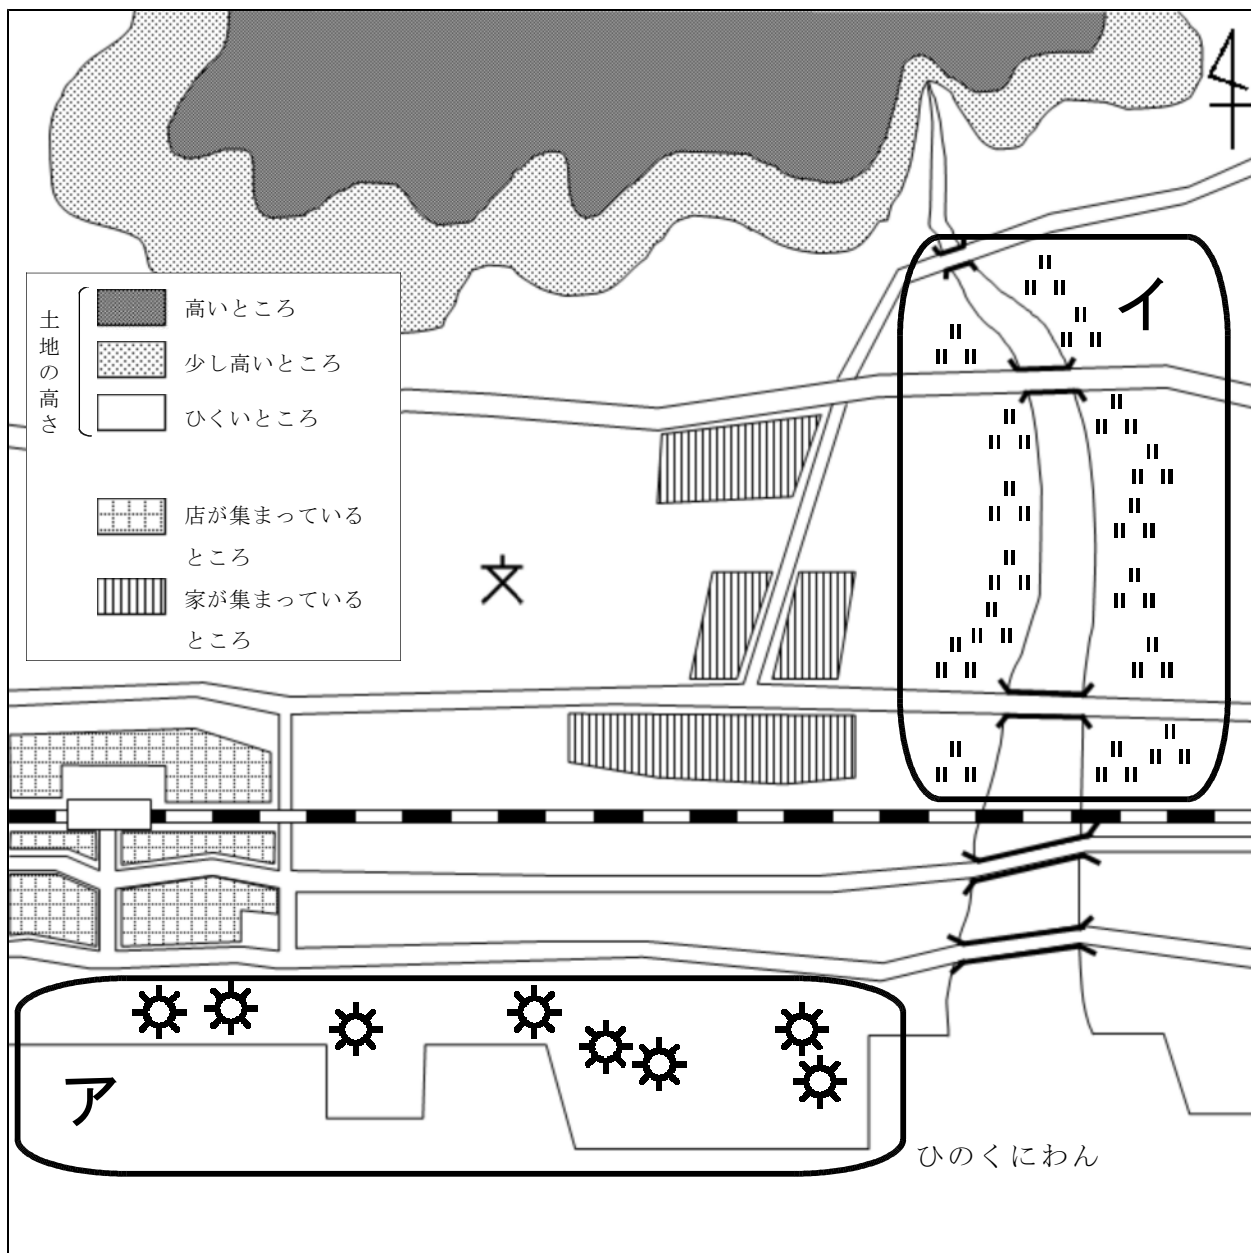 イ
土地の高さ
高いところ
少し高いところ
ひくいところ
店が集まっている
ところ
家が集まっている
ところ
ア
ひのくにわん